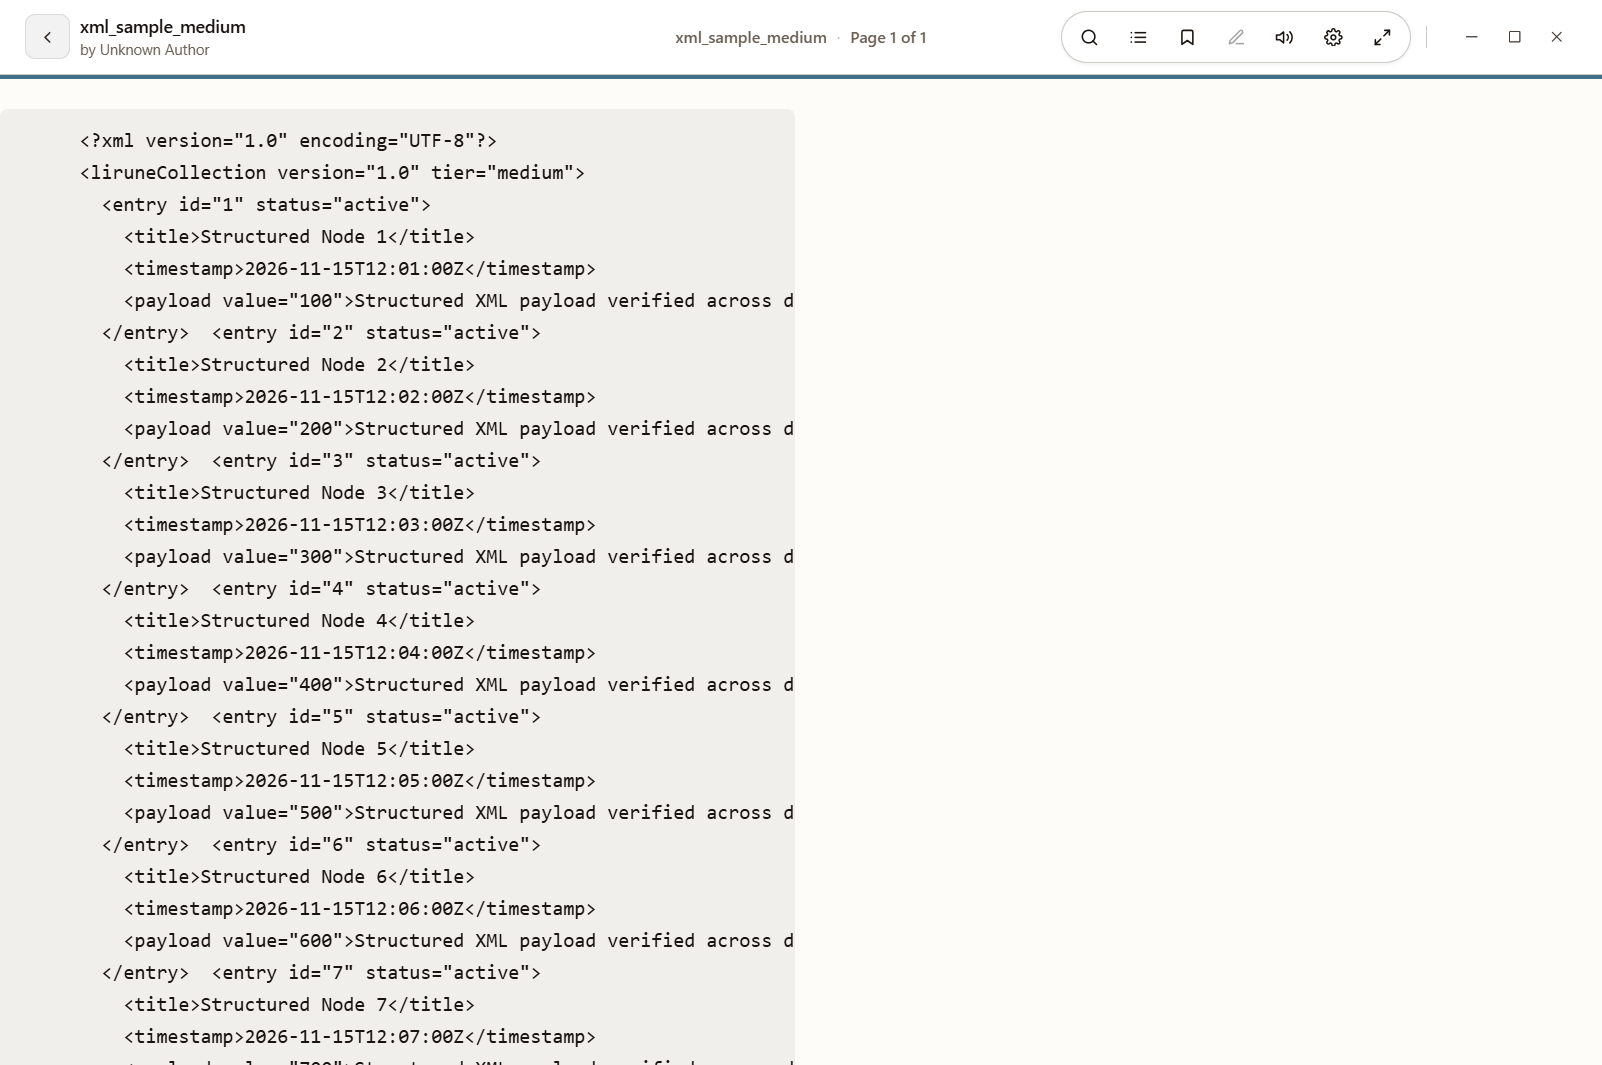 xml_sample_medium
by Unknown Author
xml_sample_medium · Page 1 of 1
<?xml version="1.0" encoding="UTF-8"?>
<liruneCollection version="1.0" tier="medium">
  <entry id="1" status="active">
    <title>Structured Node 1</title>
    <timestamp>2026-11-15T12:01:00Z</timestamp>
    <payload value="100">Structured XML payload verified across d
  </entry>  <entry id="2" status="active">
    <title>Structured Node 2</title>
    <timestamp>2026-11-15T12:02:00Z</timestamp>
    <payload value="200">Structured XML payload verified across d
  </entry>  <entry id="3" status="active">
    <title>Structured Node 3</title>
    <timestamp>2026-11-15T12:03:00Z</timestamp>
    <payload value="300">Structured XML payload verified across d
  </entry>  <entry id="4" status="active">
    <title>Structured Node 4</title>
    <timestamp>2026-11-15T12:04:00Z</timestamp>
    <payload value="400">Structured XML payload verified across d
  </entry>  <entry id="5" status="active">
    <title>Structured Node 5</title>
    <timestamp>2026-11-15T12:05:00Z</timestamp>
    <payload value="500">Structured XML payload verified across d
  </entry>  <entry id="6" status="active">
    <title>Structured Node 6</title>
    <timestamp>2026-11-15T12:06:00Z</timestamp>
    <payload value="600">Structured XML payload verified across d
  </entry>  <entry id="7" status="active">
    <title>Structured Node 7</title>
    <timestamp>2026-11-15T12:07:00Z</timestamp>